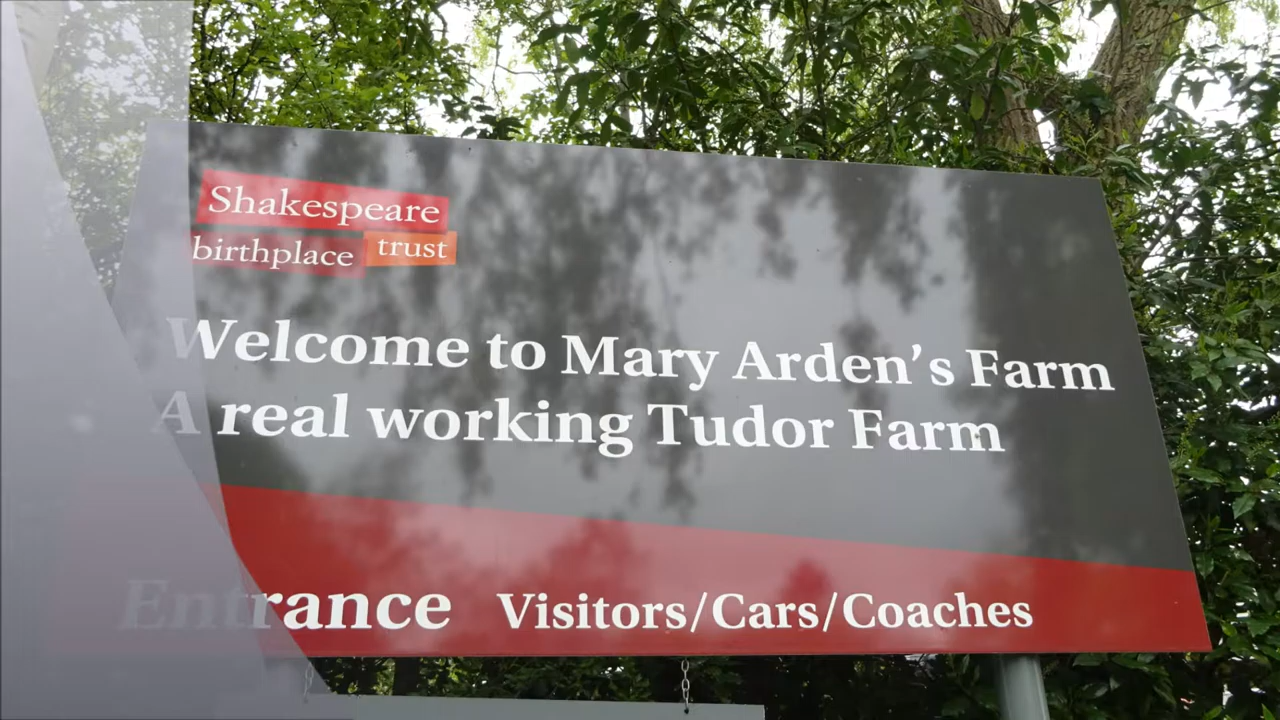 Shakespeare
birthplace trust
Welcome to Mary Arden's Farm
A real working Tudor Farm
Entrance Visitors/Cars/Coaches